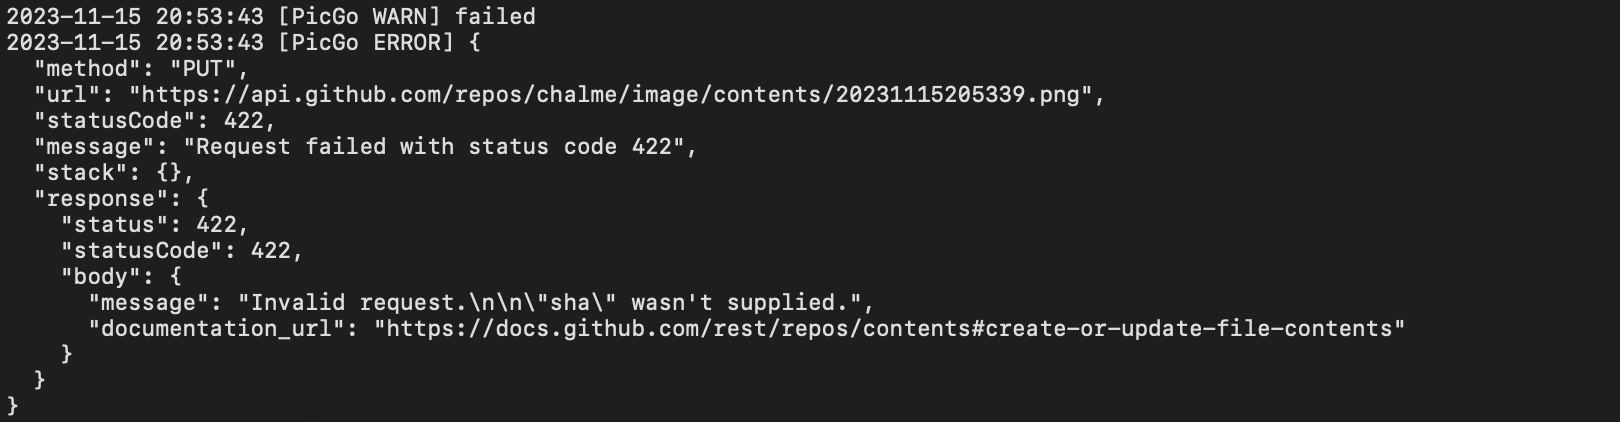 2023-11-15 20:53:43 [PicGo WARN] failed
2023-11-15 20:53:43 [PicGo ERROR] {
  "method": "PUT",
  "url": "https://api.github.com/repos/chalme/image/contents/20231115205339.png",
  "statusCode": 422,
  "message": "Request failed with status code 422",
  "stack": {},
  "response": {
    "status": 422,
    "statusCode": 422,
    "body": {
      "message": "Invalid request.\n\n\"sha\" wasn't supplied.",
      "documentation_url": "https://docs.github.com/rest/repos/contents#create-or-update-file-contents"
    }
  }
}